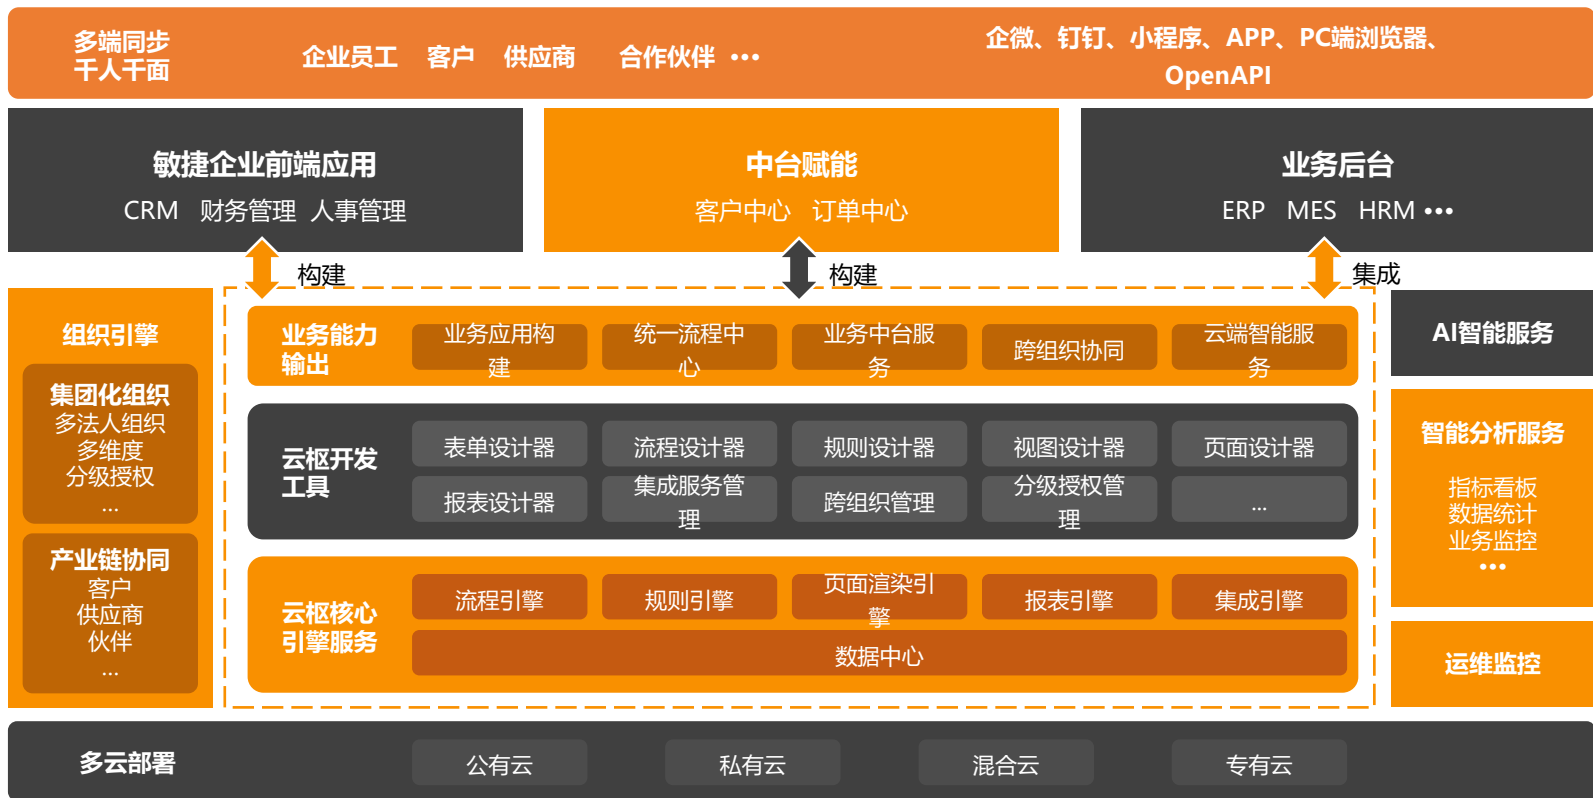 多端同步
千人千面
企业员工 客户 供应商 合作伙伴 •••
企微、钉钉、小程序、APP、PC端浏览器、
OpenAPI
敏捷企业前端应用
CRM 财务管理 人事管理
中台赋能
客户中心 订单中心
业务后台
ERP MES HRM •••
构建
构建
集成
组织引擎
集团化组织
多法人组织
多维度
分级授权
...
产业链协同
客户
供应商
伙伴
...
业务能力
输出
业务应用构
建
统一流程中
心
业务中台服
务
跨组织协同
云端智能服
务
云枢开发
工具
表单设计器
流程设计器
规则设计器
视图设计器
页面设计器
报表设计器
集成服务管
理
跨组织管理
分级授权管
理
...
云枢核心
引擎服务
流程引擎
规则引擎
页面渲染引
擎
报表引擎
集成引擎
数据中心
AI智能服务
智能分析服务
指标看板
数据统计
业务监控
•••
运维监控
多云部署
公有云
私有云
混合云
专有云